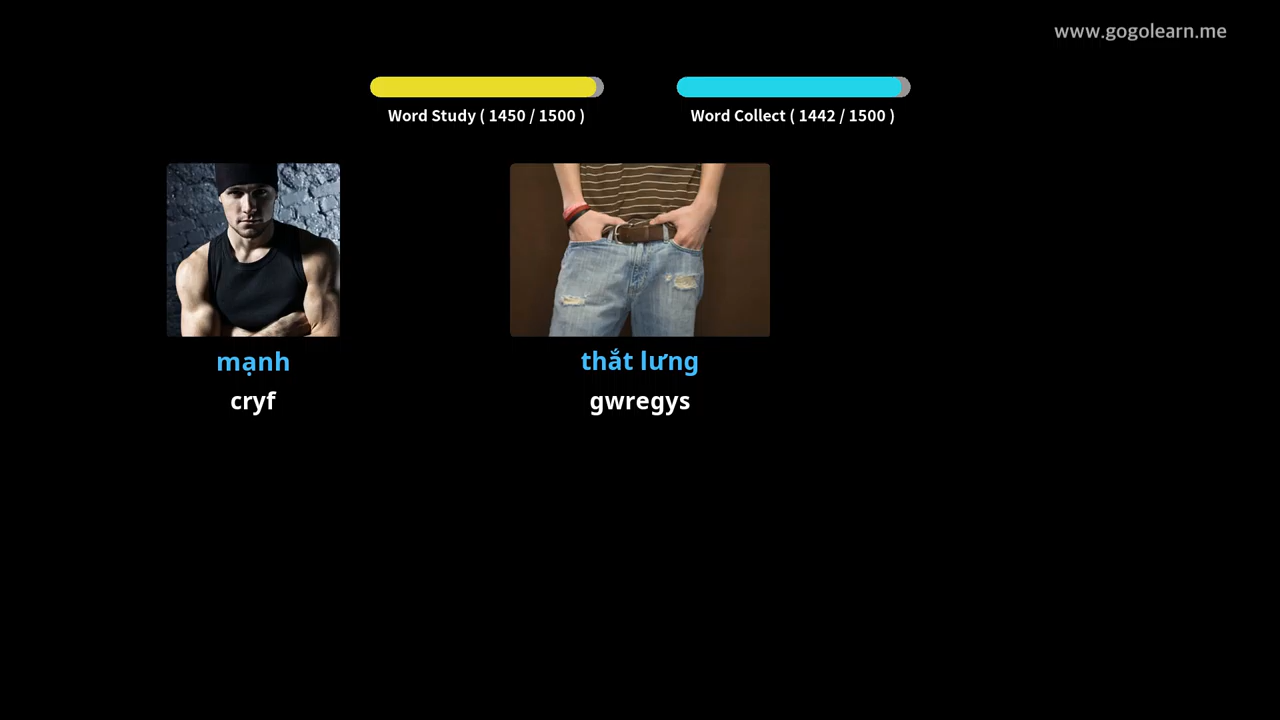 www.gogolearn.me
Word Study ( 1450 / 1500 )
Word Collect ( 1442 / 1500 )
mạnh
cryf
thắt lưng
gwregys